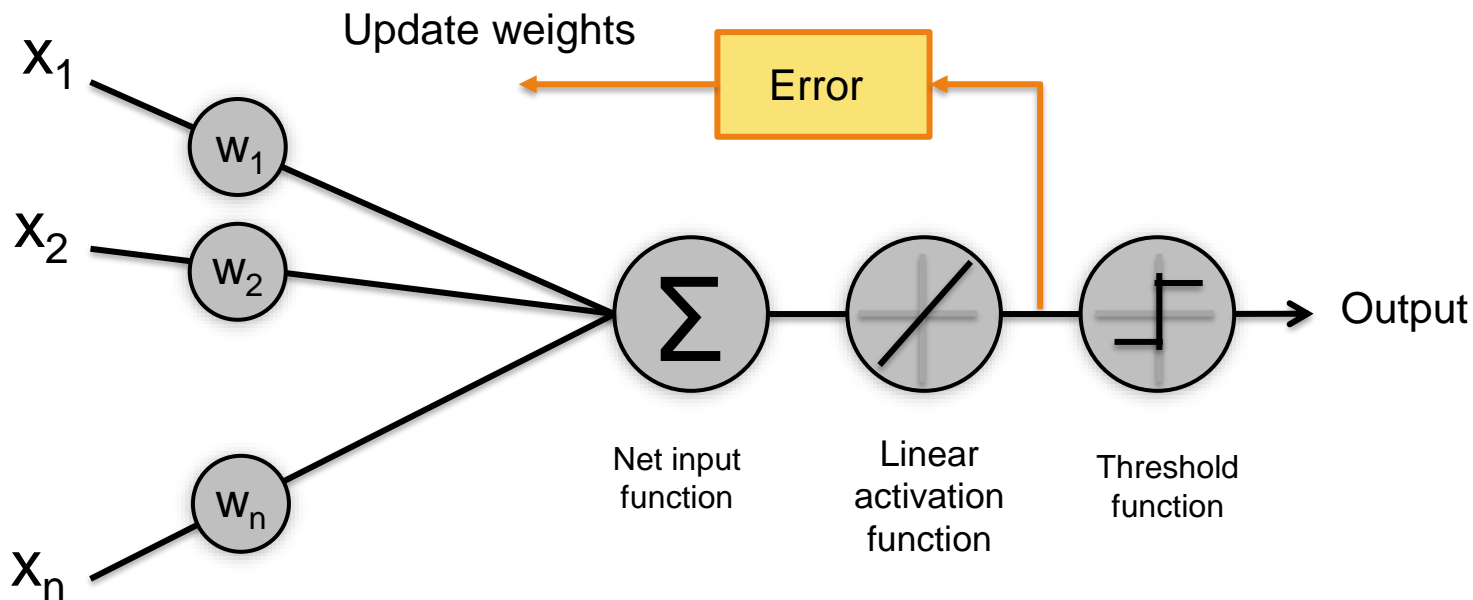 Update weights
x₁
Error
w₁
x₂
w₂
Σ
Output
Net input
function
Linear
activation
function
Threshold
function
wₙ
xₙ